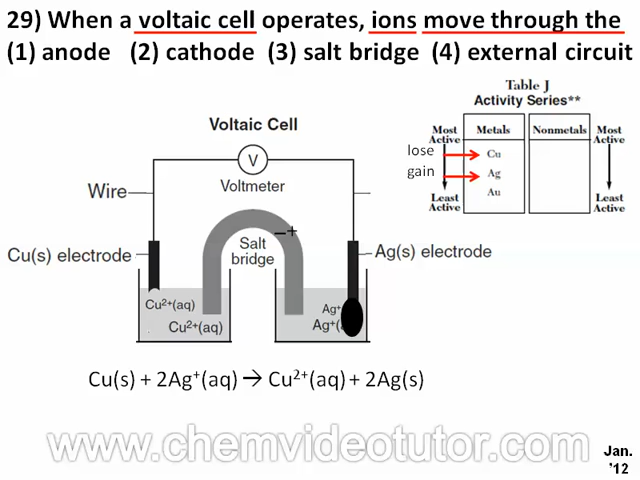 29) When a voltaic cell operates, ions move through the
(1) anode (2) cathode (3) salt bridge (4) external circuit
Table J
Activity Series**
Voltaic Cell
Most
Active
Metals
Nonmetals
Most
Active
lose
Cu
gain
Ag
Au
Least
Active
Least
Active
V
Voltmeter
Wire
Salt
bridge
– +
Cu(s) electrode
Ag(s) electrode
Cu²⁺(aq)
Cu²⁺(aq)
Ag⁺
Ag⁺(
Cu(s) + 2Ag⁺(aq) → Cu²⁺(aq) + 2Ag(s)
www.chemvideotutor.com
Jan.
'12